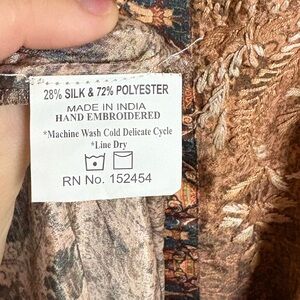 28% SILK & 72% POLYESTER
MADE IN INDIA
HAND EMBROIDERED
*Machine Wash Cold Delicate Cycle
*Line Dry
RN No. 152454